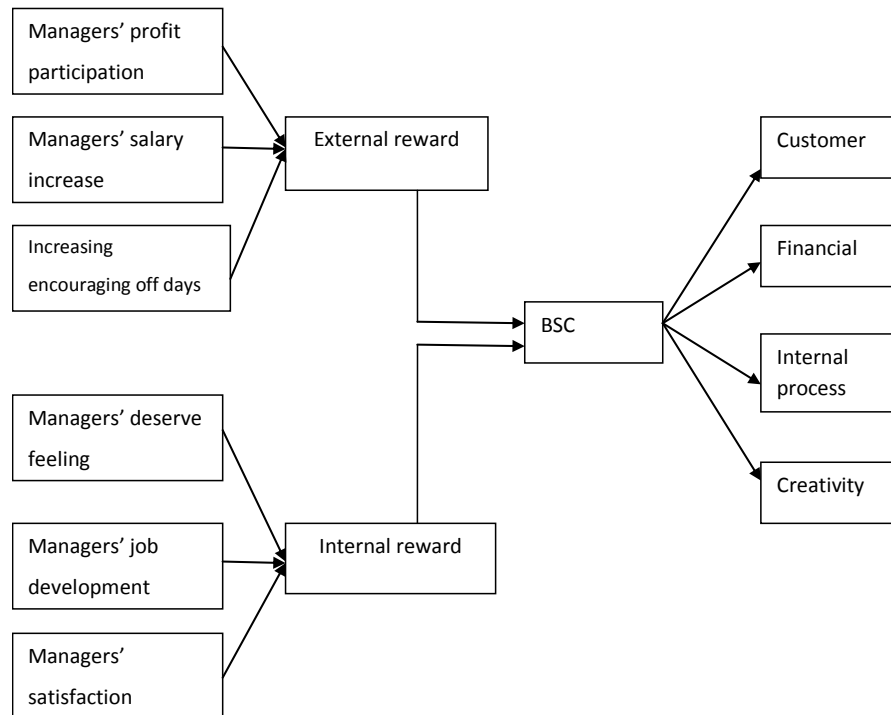 Managers’ profit
participation
Managers’ salary
increase
Increasing
encouraging off days
External reward
Customer
Financial
BSC
Internal
process
Creativity
Managers’ deserve
feeling
Managers’ job
development
Internal reward
Managers’
satisfaction